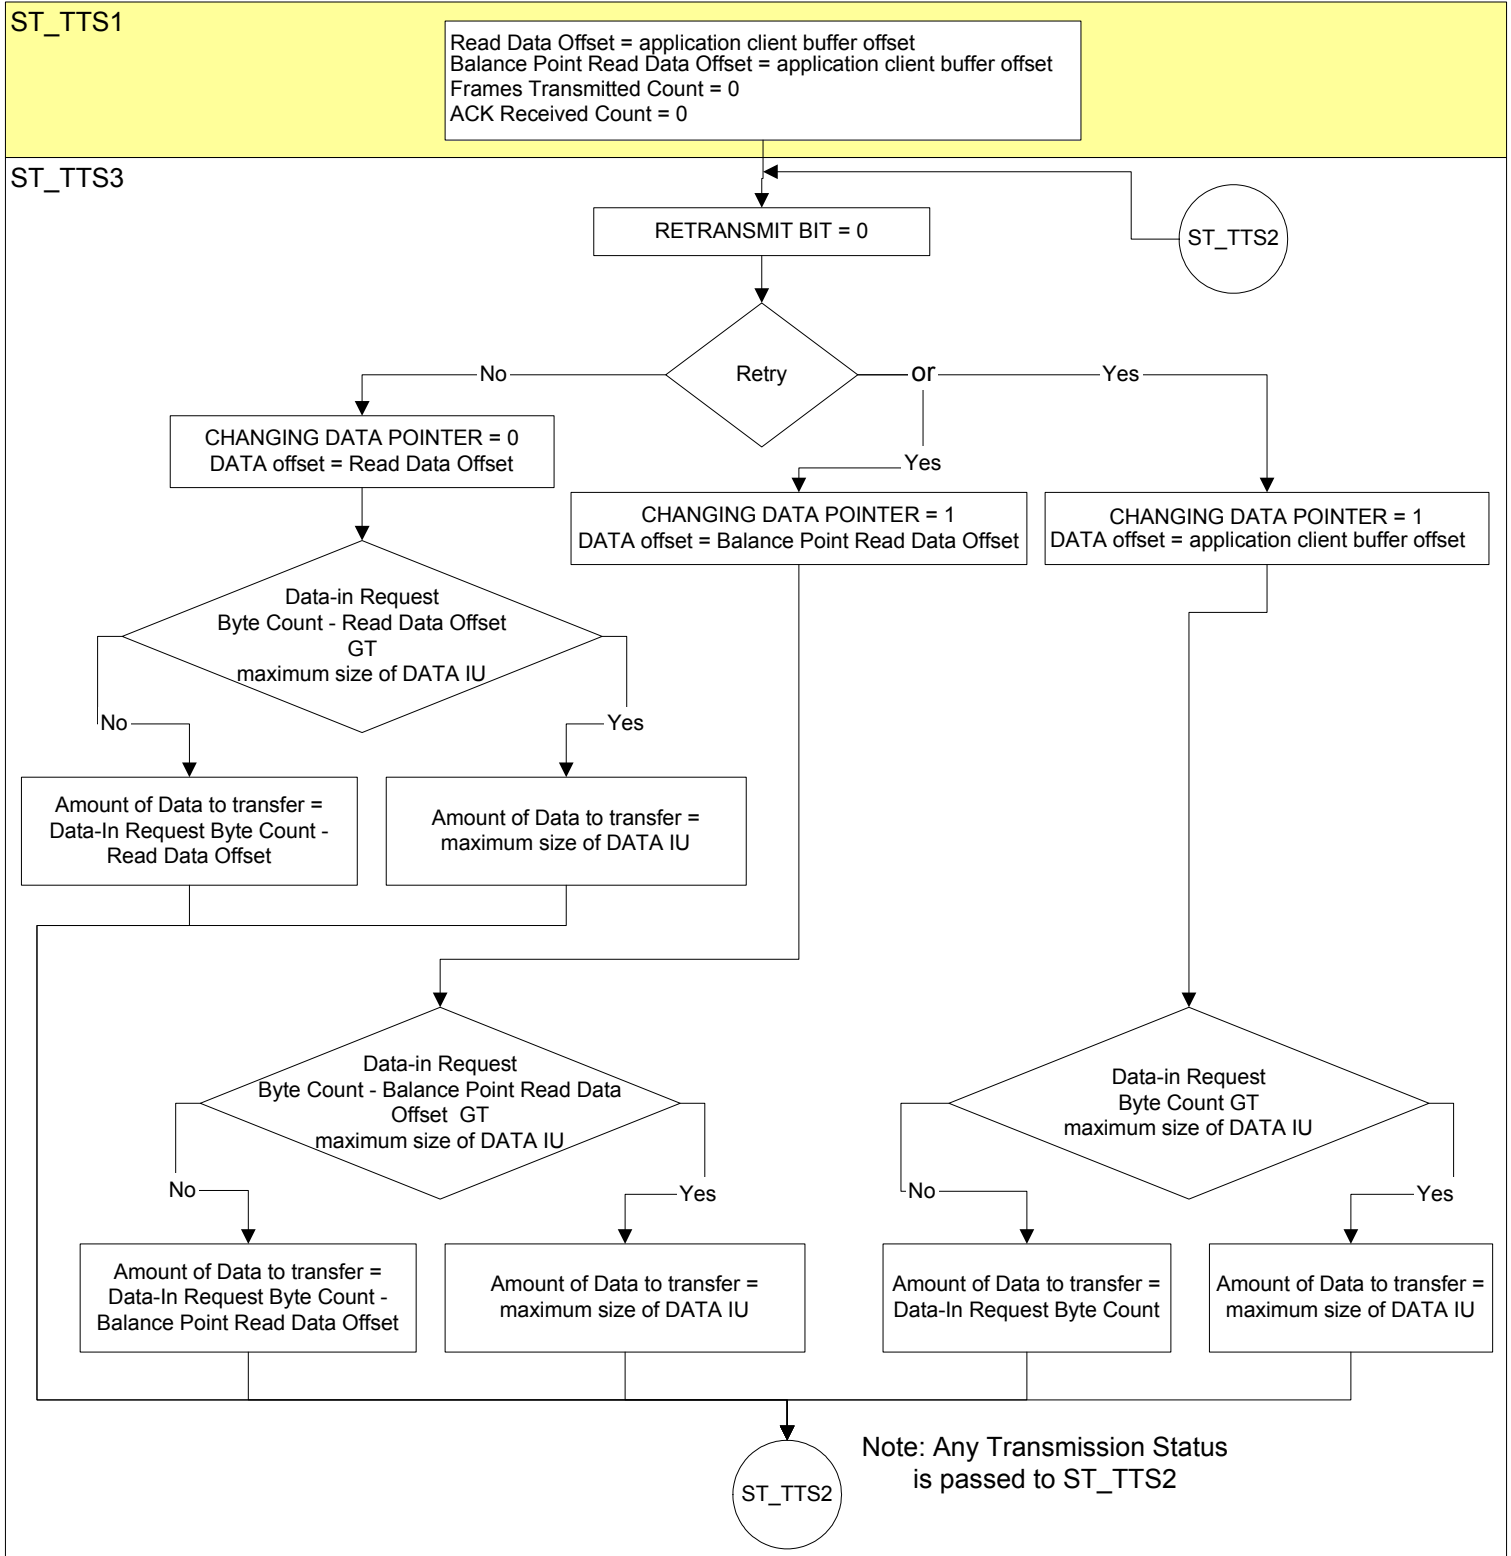 ST_TTS1
Read Data Offset = application client buffer offset
Balance Point Read Data Offset = application client buffer offset
Frames Transmitted Count = 0
ACK Received Count = 0
ST_TTS3
RETRANSMIT BIT = 0
ST_TTS2
Retry
No
or
Yes
Yes
CHANGING DATA POINTER = 0
DATA offset = Read Data Offset
CHANGING DATA POINTER = 1
DATA offset = Balance Point Read Data Offset
CHANGING DATA POINTER = 1
DATA offset = application client buffer offset
Data-in Request
Byte Count - Read Data Offset
GT
maximum size of DATA IU
No
Yes
Amount of Data to transfer =
Data-In Request Byte Count -
Read Data Offset
Amount of Data to transfer =
maximum size of DATA IU
Data-in Request
Byte Count - Balance Point Read Data
Offset  GT
maximum size of DATA IU
Data-in Request
Byte Count GT
maximum size of DATA IU
No
Yes
No
Yes
Amount of Data to transfer =
Data-In Request Byte Count -
Balance Point Read Data Offset
Amount of Data to transfer =
maximum size of DATA IU
Amount of Data to transfer =
Data-In Request Byte Count
Amount of Data to transfer =
maximum size of DATA IU
ST_TTS2
Note: Any Transmission Status
is passed to ST_TTS2